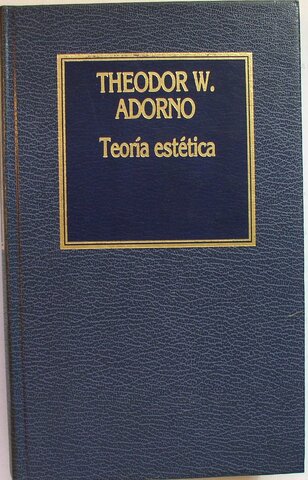 THEODOR W.
ADORNO
Teoría estética